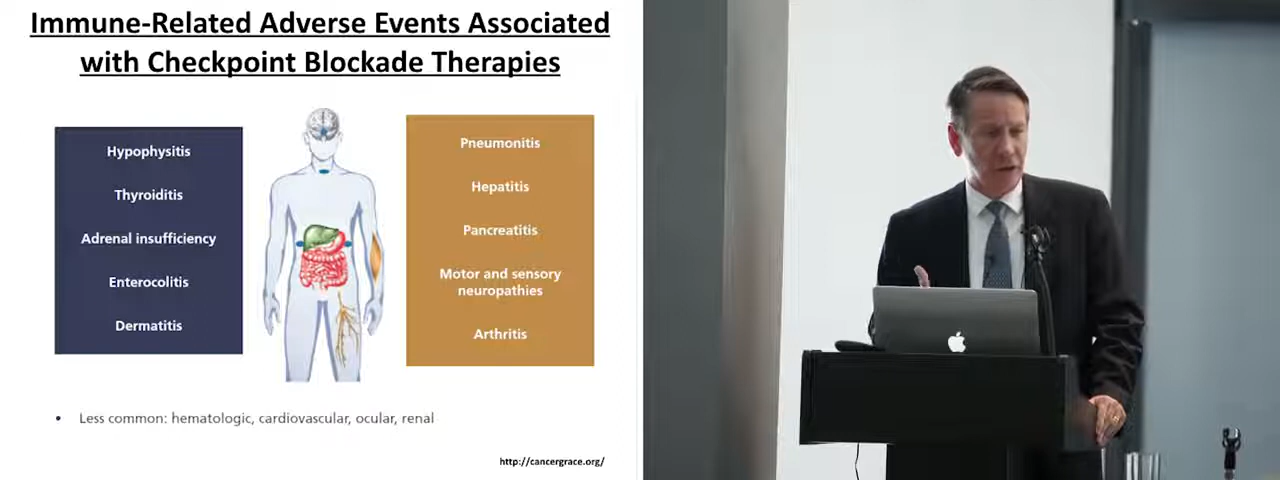 Immune-Related Adverse Events Associated
with Checkpoint Blockade Therapies
Hypophysitis
Thyroiditis
Adrenal insufficiency
Enterocolitis
Dermatitis
Pneumonitis
Hepatitis
Pancreatitis
Motor and sensory
neuropathies
Arthritis
• Less common: hematologic, cardiovascular, ocular, renal
http://cancergrace.org/